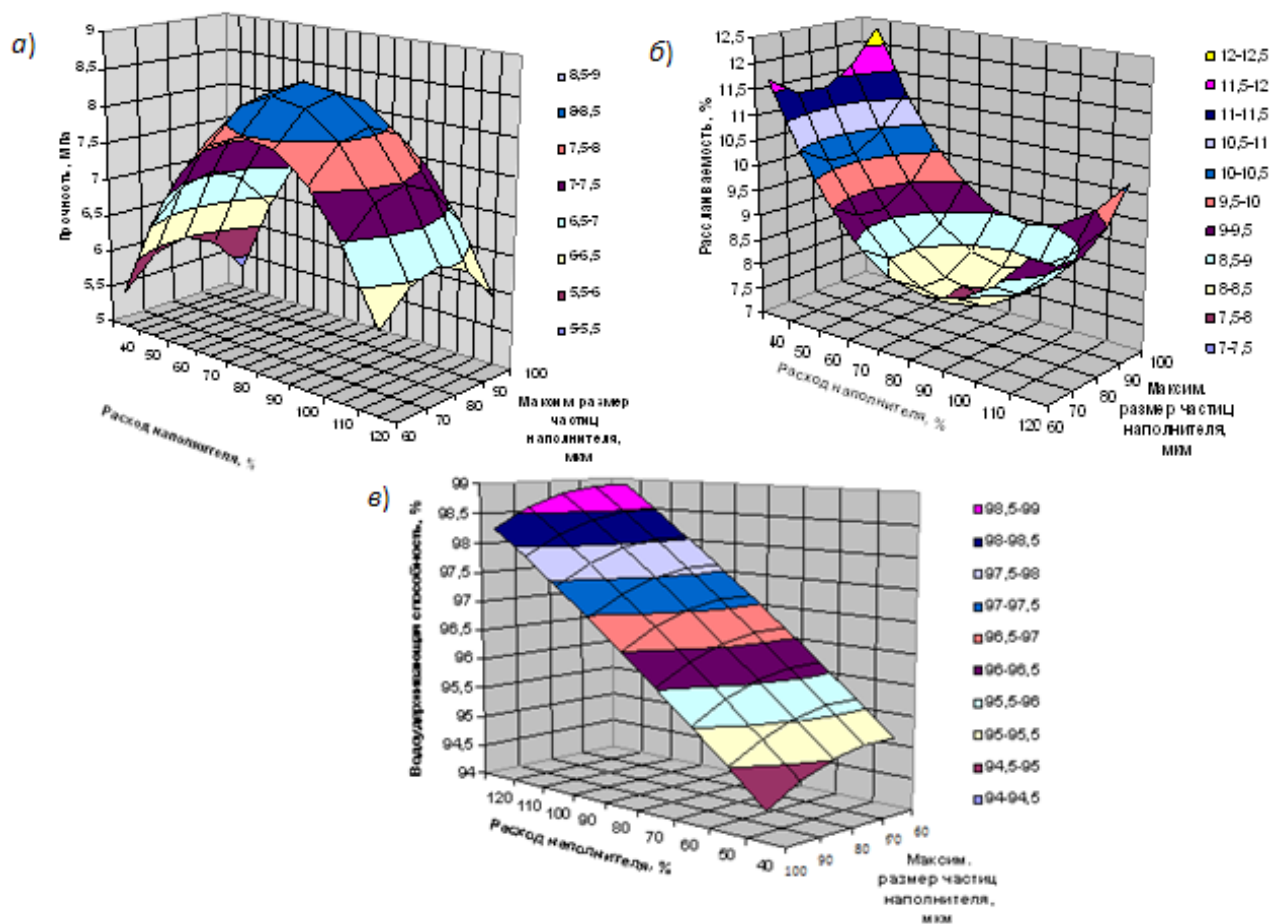 а)
Прочность, МПа
9
8,5
8
7,5
7
6,5
6
5,5
5
40 50 60 70 80 90 100 110 120
Расход наполнителя, %
60 70 80 90 100
Максим. размер
частиц
наполнителя,
мкм
8,5-9
8-8,5
7,5-8
7-7,5
6,5-7
6-6,5
5,5-6
5-5,5
б)
Расслаиваемость, %
12,5
12
11,5
11
10,5
10
9,5
9
8,5
8
7,5
7
40 50 60 70 80 90 100 110 120
Расход наполнителя, %
60 70 80 90 100
Максим.
размер частиц
наполнителя,
мкм
12-12,5
11,5-12
11-11,5
10,5-11
10-10,5
9,5-10
9-9,5
8,5-9
8-8,5
7,5-8
7-7,5
в)
Водоудерживающая способность, %
99
98,5
98
97,5
97
96,5
96
95,5
95
94,5
94
120 110 100 90 80 70 60 50 40
Расход наполнителя, %
100 90 80 70 60
Максим.
размер частиц
наполнителя,
мкм
98,5-99
98-98,5
97,5-98
97-97,5
96,5-97
96-96,5
95,5-96
95-95,5
94,5-95
94-94,5